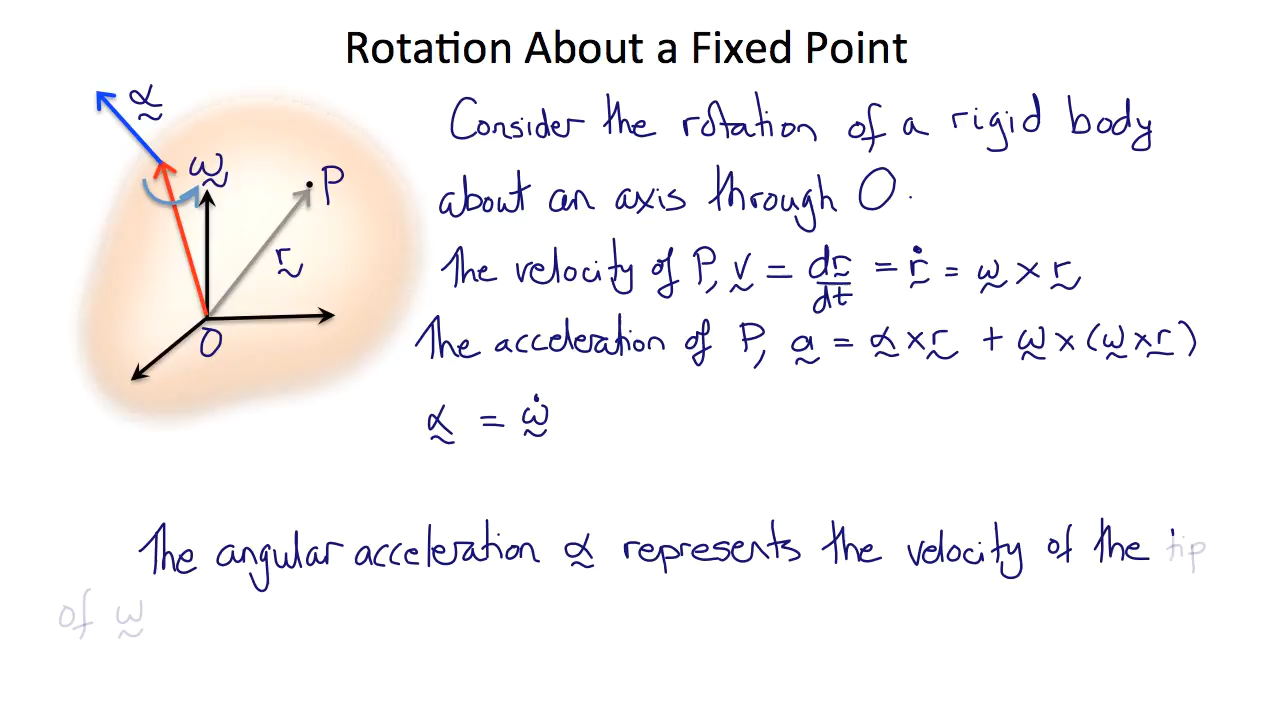 Rotation About a Fixed Point
α
ω
P
r
O
Consider the rotation of a rigid body
about an axis through O.
The velocity of P, v = dr/dt = ṙ = ω × r
The acceleration of P, a = α × r + ω × (ω × r)
α = ω̇
The angular acceleration α represents the velocity of the tip
of ω